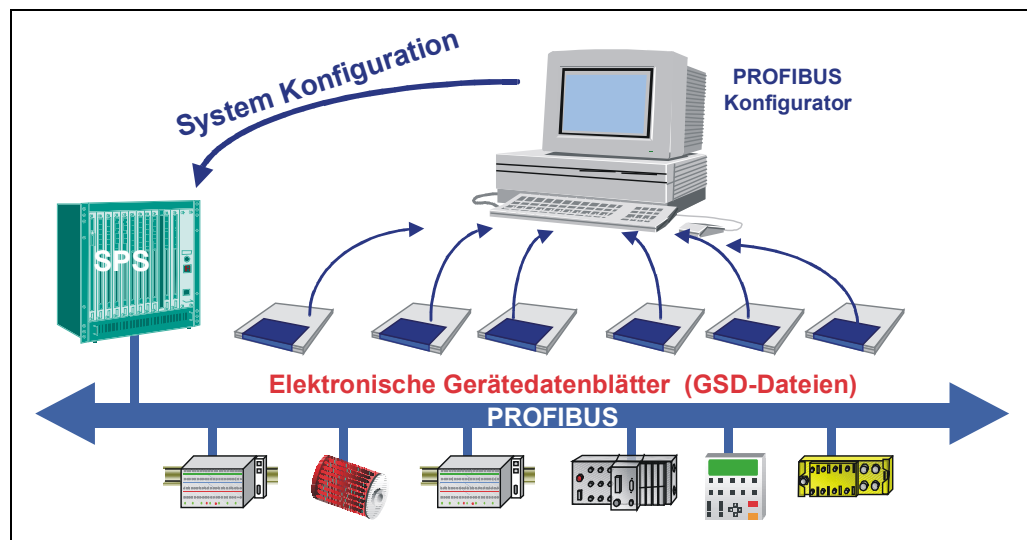 System Konfiguration
PROFIBUS
Konfigurator
SPS
Elektronische Gerätedatenblätter (GSD-Dateien)
PROFIBUS